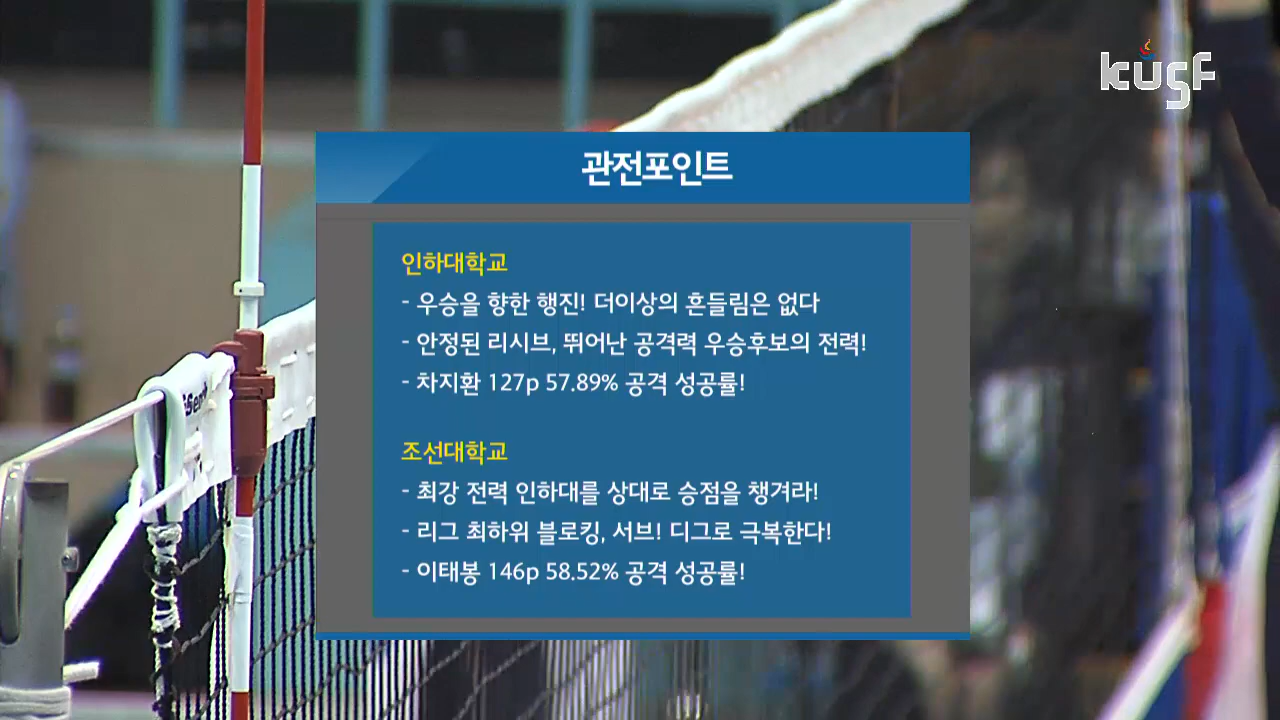 kusf
관전포인트
인하대학교
- 우승을 향한 행진! 더이상의 흔들림은 없다
- 안정된 리시브, 뛰어난 공격력 우승후보의 전력!
- 차지환 127p 57.89% 공격 성공률!
조선대학교
- 최강 전력 인하대를 상대로 승점을 챙겨라!
- 리그 최하위 블로킹, 서브! 디그로 극복한다!
- 이태봉 146p 58.52% 공격 성공률!